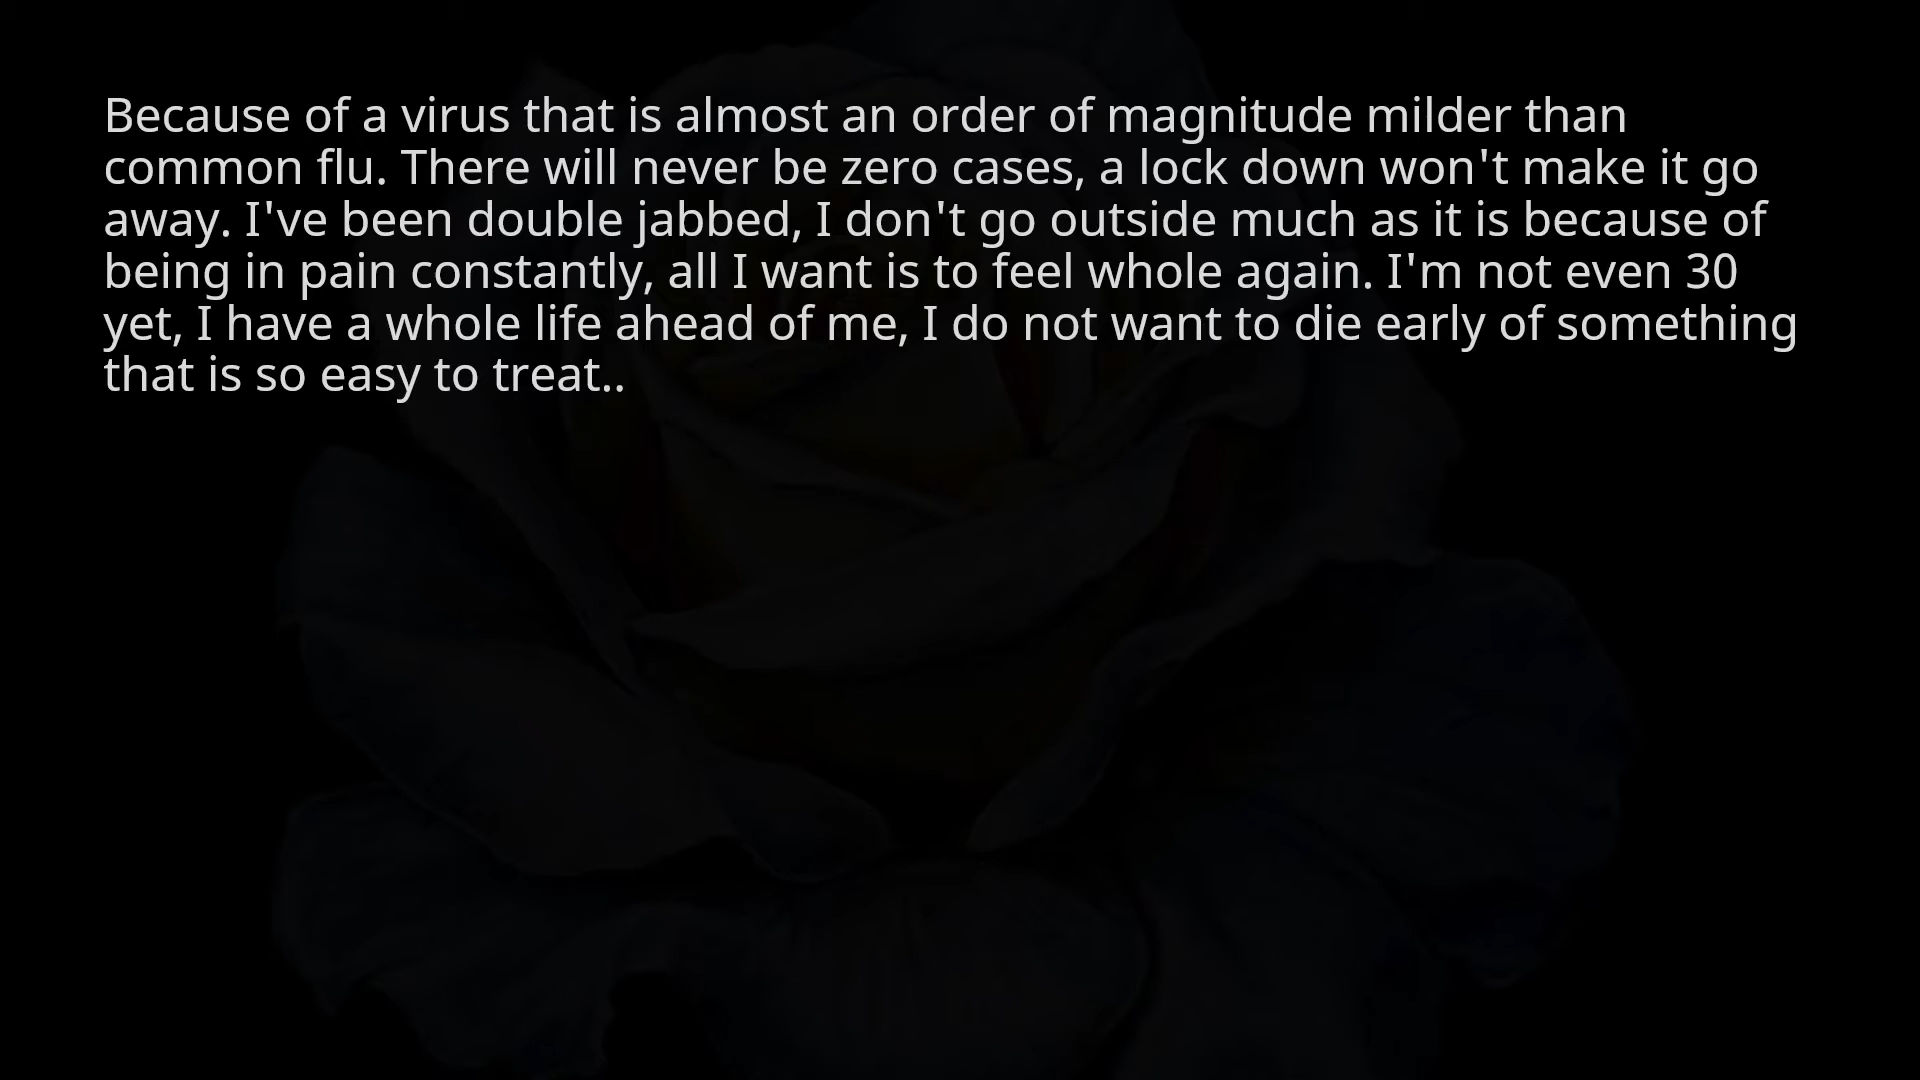 Because of a virus that is almost an order of magnitude milder than
common flu. There will never be zero cases, a lock down won't make it go
away. I've been double jabbed, I don't go outside much as it is because of
being in pain constantly, all I want is to feel whole again. I'm not even 30
yet, I have a whole life ahead of me, I do not want to die early of something
that is so easy to treat..